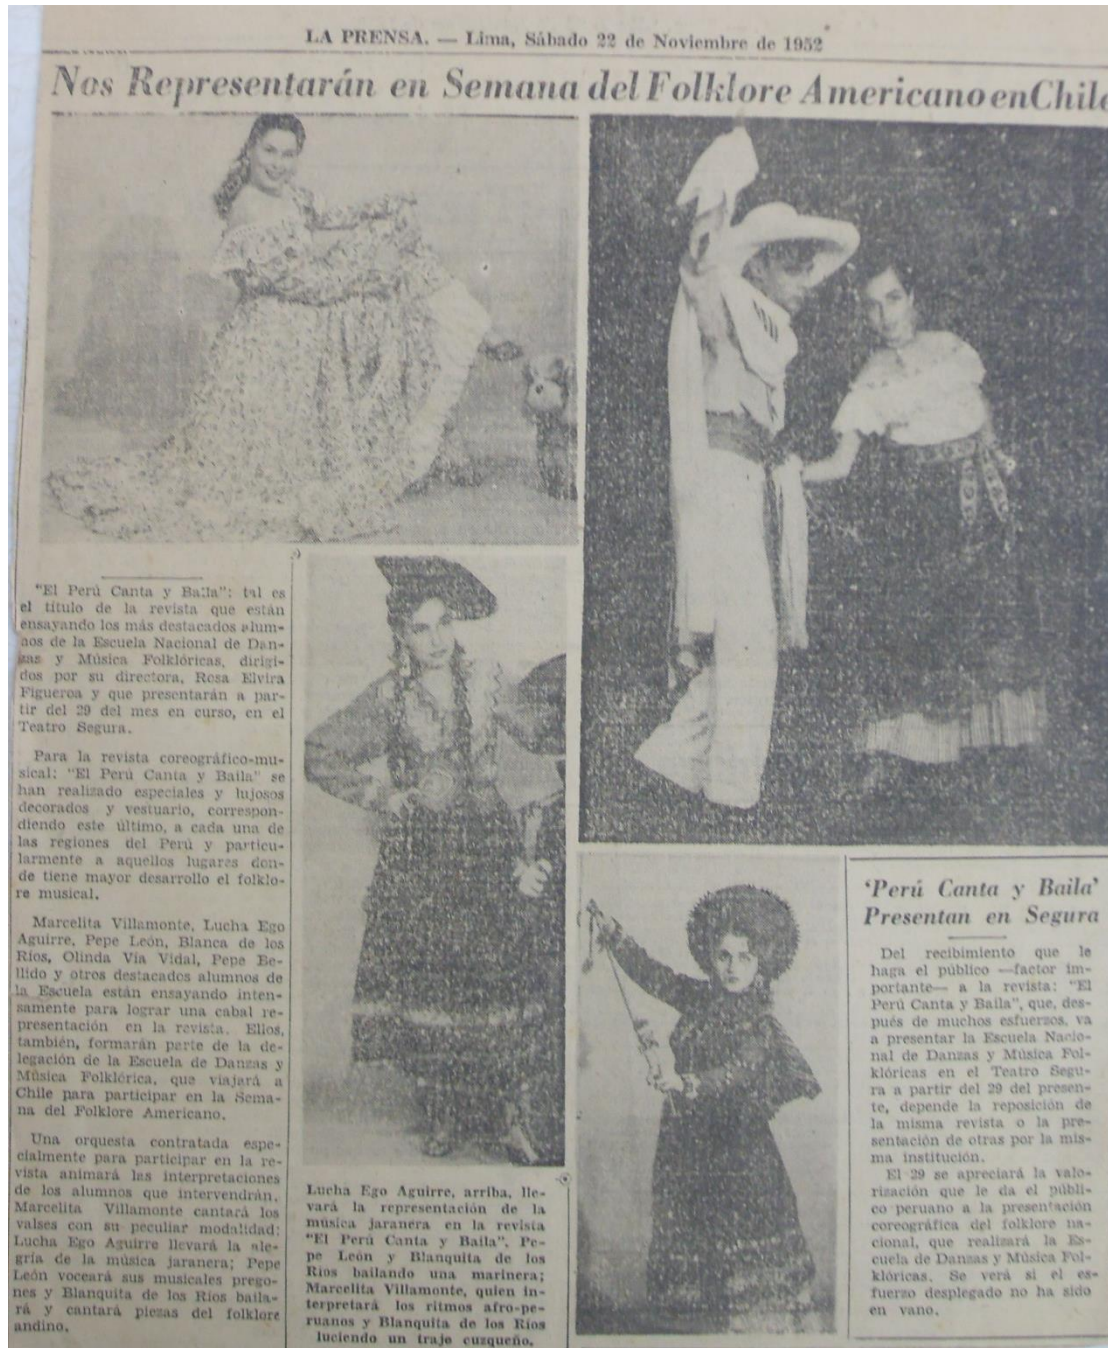 LA PRENSA. — Lima, Sábado 22 de Noviembre de 1952
Nos Representarán en Semana del Folklore Americano en Chile
"El Perú Canta y Baila": tal es
el título de la revista que están
ensayando los más destacados alum-
nos de la Escuela Nacional de Dan-
zas y Música Folklóricas, dirigi-
dos por su directora, Rosa Elvira
Figueroa y que presentarán a par-
tir del 29 del mes en curso, en el
Teatro Segura.
Para la revista coreográfico-mu-
sical: "El Perú Canta y Baila" se
han realizado especiales y lujosos
decorados y vestuario, correspon-
diendo este último, a cada una de
las regiones del Perú y particu-
larmente a aquellos lugares don-
de tiene mayor desarrollo el folklo-
re musical.
Marcelita Villamonte, Lucha Ego
Aguirre, Pepe León, Blanca de los
Ríos, Olinda Vía Vidal, Pepe Be-
llido y otros destacados alumnos de
la Escuela están ensayando inten-
samente para lograr una cabal re-
presentación en la revista. Ellos,
también, formarán parte de la de-
legación de la Escuela de Danzas y
Música Folklórica, que viajará a
Chile para participar en la Sema-
na del Folklore Americano.
Una orquesta contratada espe-
cialmente para participar en la re-
vista animará las interpretaciones
de los alumnos que intervendrán.
Marcelita Villamonte cantará los
valses con su peculiar modalidad;
Lucha Ego Aguirre llevará la ale-
gría de la música jaranera; Pepe
León voceará sus musicales prego-
nes y Blanquita de los Ríos baila-
rá y cantará piezas del folklore
andino.
Lucha Ego Aguirre, arriba, lle-
vará la representación de la
música jaranera en la revista
"El Perú Canta y Baila", Pe-
pe León y Blanquita de los
Ríos bailando una marinera;
Marcelita Villamonte, quien in-
terpretará los ritmos afro-pe-
ruanos y Blanquita de los Ríos
luciendo un traje cuzqueño.
'Perú Canta y Baila'
Presentan en Segura
Del recibimiento que le
haga el público —factor im-
portante— a la revista: "El
Perú Canta y Baila", que, des-
pués de muchos esfuerzos, va
a presentar la Escuela Nacio-
nal de Danzas y Música Fol-
klóricas en el Teatro Segu-
ra a partir del 29 del presen-
te, depende la reposición de
la misma revista o la pre-
sentación de otras por la mis-
ma institución.
El 29 se apreciará la valo-
rización que le da el públi-
co peruano a la presentación
coreográfica del folklore na-
cional, que realizará la Es-
cuela de Danzas y Música Fol-
klóricas. Se verá si el es-
fuerzo desplegado no ha sido
en vano.